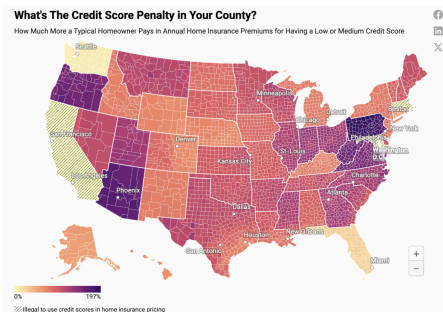 What's The Credit Score Penalty in Your County?
How Much More a Typical Homeowner Pays in Annual Home Insurance Premiums for Having a Low or Medium Credit Score
Seattle
Minneapolis
Boston
Chicago
Detroit
New York
Philadelphia
San Francisco
Denver
St. Louis
Washington
D.C.
Kansas City
Los Angeles
Charlotte
Phoenix
Atlanta
Dallas
Houston
New Orleans
San Antonio
Miami
+
−
0%
197%
Illegal to use credit scores in home insurance pricing